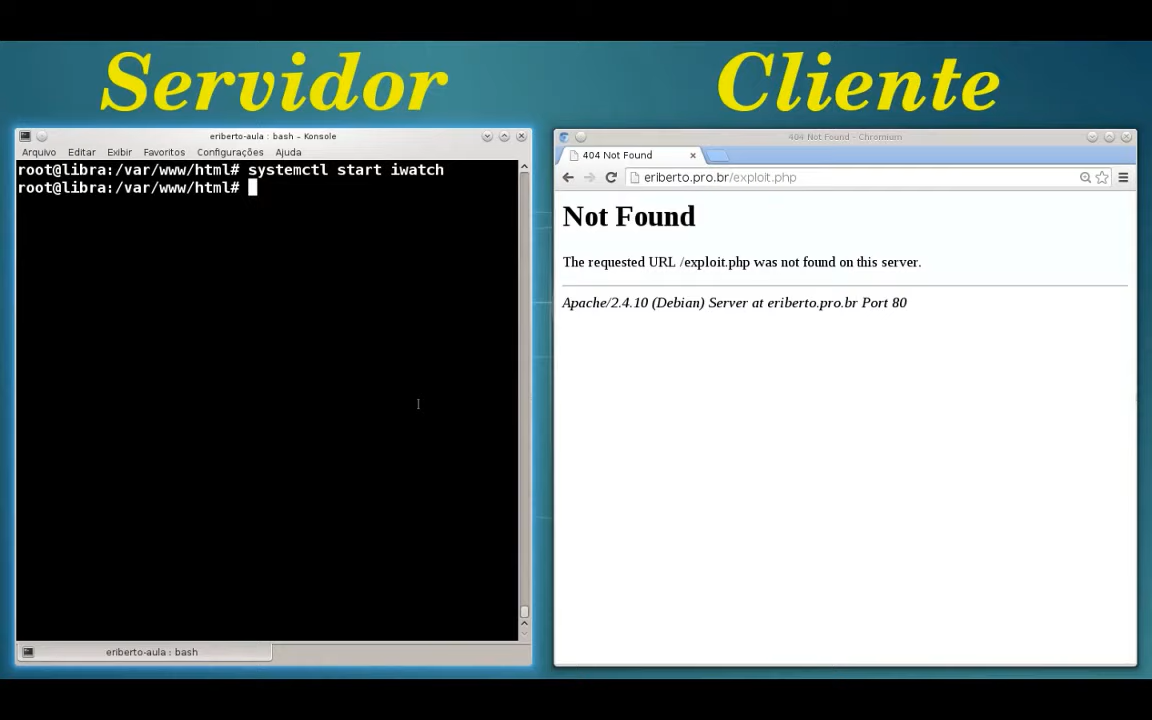 Servidor
Cliente
eriberto-aula : bash – Konsole
Arquivo Editar Exibir Favoritos Configurações Ajuda
root@libra:/var/www/html# systemctl start iwatch
root@libra:/var/www/html#
eriberto-aula : bash
404 Not Found - Chromium
404 Not Found
eriberto.pro.br/exploit.php
Not Found
The requested URL /exploit.php was not found on this server.
Apache/2.4.10 (Debian) Server at eriberto.pro.br Port 80